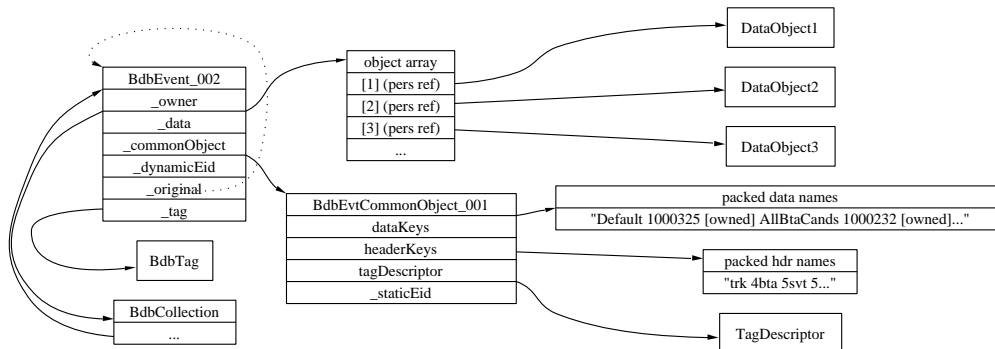 BdbEvent_002
_owner
_data
_commonObject
_dynamicEid
_original
_tag
BdbTag
BdbCollection
...
object array
[1] (pers ref)
[2] (pers ref)
[3] (pers ref)
...
DataObject1
DataObject2
DataObject3
BdbEvtCommonObject_001
dataKeys
headerKeys
tagDescriptor
_staticEid
packed data names
"Default 1000325 [owned] AllBtaCands 1000232 [owned]..."
packed hdr names
"trk 4bta 5svt 5..."
TagDescriptor